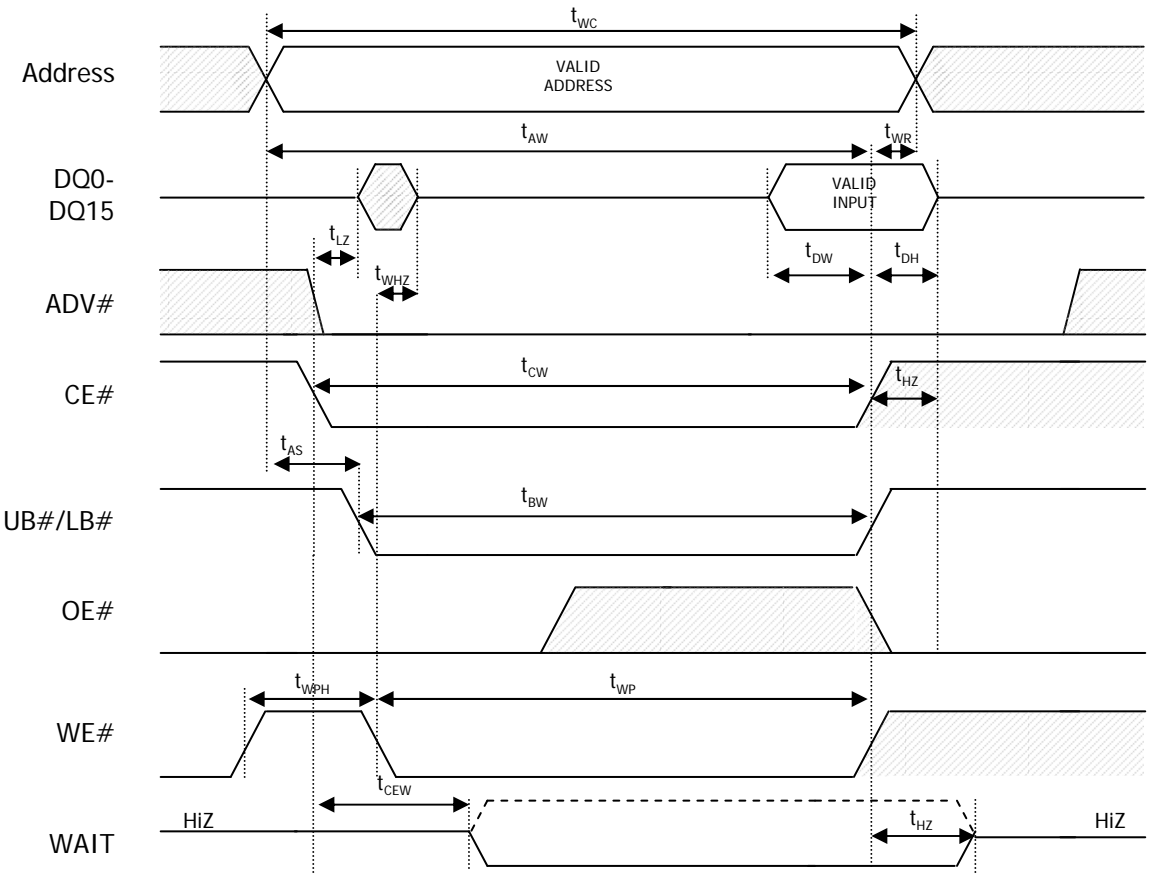 tWC
Address
VALID
ADDRESS
tAW
tWR
DQ0-
DQ15
VALID
INPUT
tLZ
tWHZ
tDW
tDH
ADV#
tCW
CE#
tHZ
tAS
UB#/LB#
tBW
OE#
tWPH
tWP
WE#
tCEW
HiZ
tHZ
HiZ
WAIT